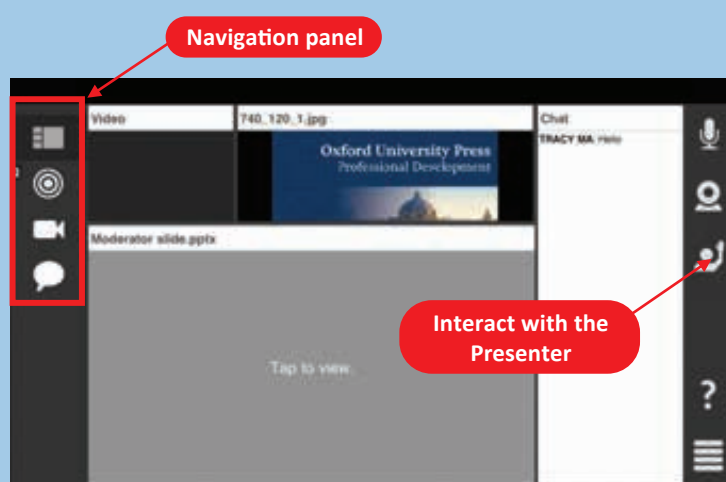 Navigation panel
Video
740_120_1.jpg
Chat
TRACY MA: Hello
Oxford University Press
Professional Development
Moderator slide.pptx
Interact with the
Presenter
Tap to view.
?